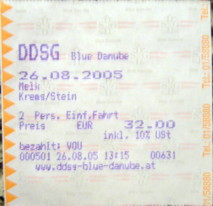 DDSG Blue Danube
26.08.2005
Melk
Krems/Stein
2 Pers. Einf.Fahrt
Preis EUR 32.00
inkl. 10% USt
bezahlt: VOU
000501 26.08.05 13:15 00631
www.ddsg-blue-danube.at